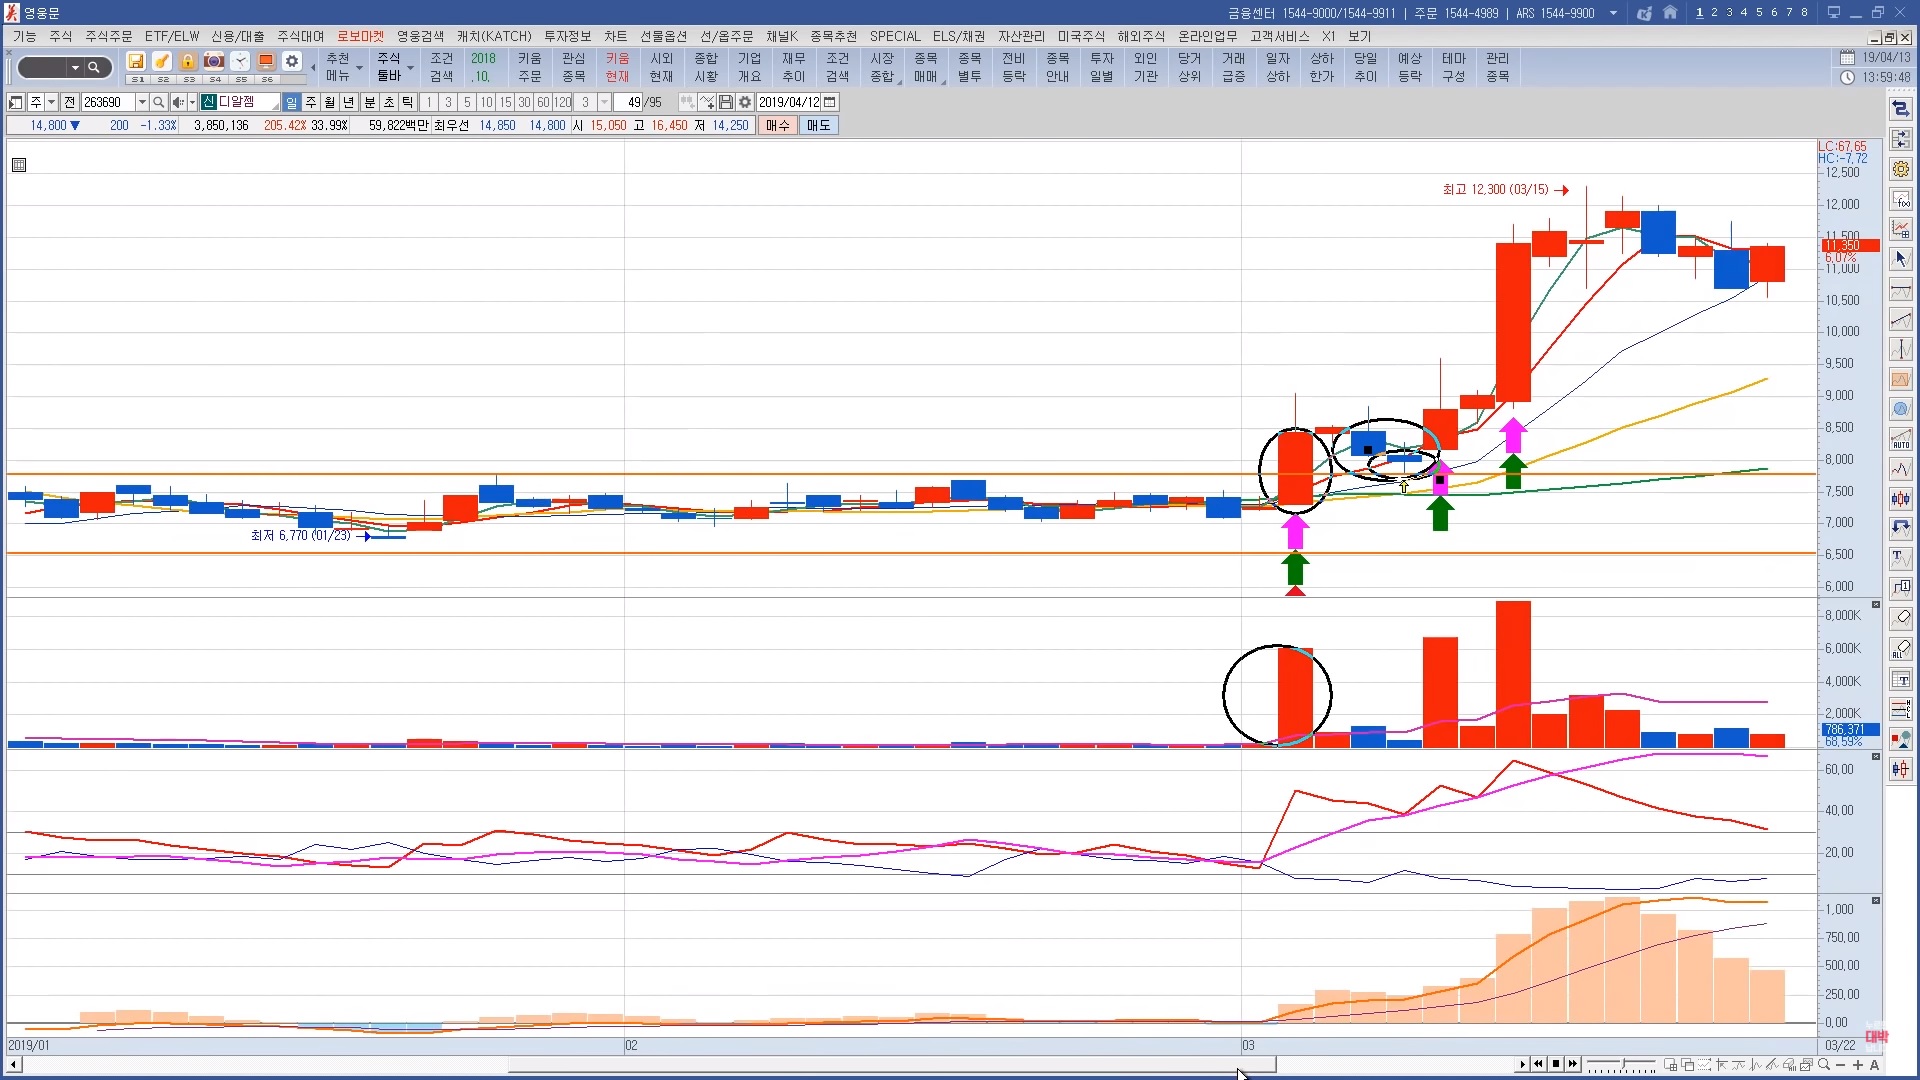 영웅문
금융센터 1544-9000/1544-9911 | 주문 1544-4989 | ARS 1544-9900 1 2 3 4 5 6 7 8
기능 주식 주식주문 ETF/ELW 신용/대출 주식대여 로보마켓 영웅검색 캐치(KATCH) 투자정보 차트 선물옵션 선/옵주문 채널K 종목추천 SPECIAL ELS/채권 자산관리 미국주식 해외주식 온라인업무 고객서비스 X1 보기
S1 S2 S3 S4 S5 S6
추천 주식 조건 2018 키움 관심 키움 시외 종합 기업 재무 조건 시장 종목 종목 전비 종목 투자 외인 당기 거래 일자 상하 당일 예상 테마 관리
메뉴 툴바 검색 .10, 주문 종목 현재 현재 시황 개요 추이 검색 종합 매매 별투 등락 안내 일별 기관 상위 급증 상하 한가 추이 등락 구성 종목
19/04/13
13:59:48
주 전 263690 신 디알젬 일 주 월 년 분 초 틱 1 3 5 10 15 30 60 120 3 49 /95 2019/04/12
14,800 ▼ 200 -1.33% 3,850,136 205.42% 33.99% 59,822백만 최우선 14,850 14,800 시 15,050 고 16,450 저 14,250 매수 매도
LC:67,65
HC:-7,72
12,500
최고 12,300 (03/15) →
12,000
11,500
11,350
6,07%
11,000
10,500
10,000
9,500
9,000
8,500
8,000
7,500
7,000
최저 6,770 (01/23) →
6,500
6,000
8,000K
6,000K
4,000K
2,000K
786,371
68,59%
60,00
40,00
20,00
1,000
750,00
500,00
250,00
0,00
대박
2019/01 02 03 03/22
AUTO
ALL
A